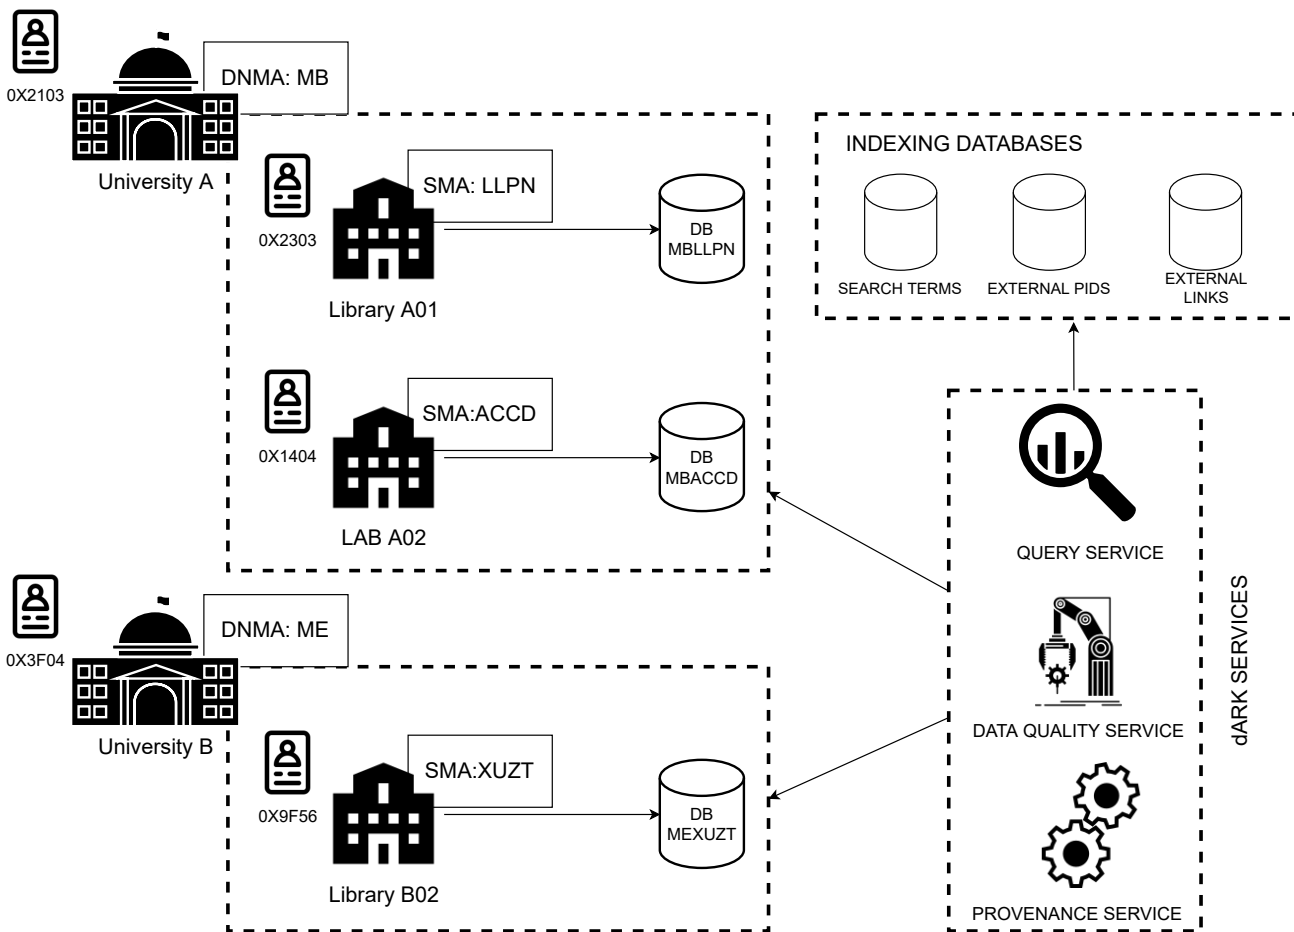 0X2103
DNMA: MB
University A
0X2303
SMA: LLPN
Library A01
DB
MBLLPN
0X1404
SMA:ACCD
LAB A02
DB
MBACCD
INDEXING DATABASES
SEARCH TERMS
EXTERNAL PIDS
EXTERNAL
LINKS
QUERY SERVICE
DATA QUALITY SERVICE
PROVENANCE SERVICE
dARK SERVICES
0X3F04
DNMA: ME
University B
0X9F56
SMA:XUZT
Library B02
DB
MEXUZT